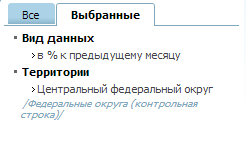 Все Выбранные
Вид данных
в % к предыдущему месяцу
Территории
Центральный федеральный округ
/Федеральные округа (контрольная
строка)/